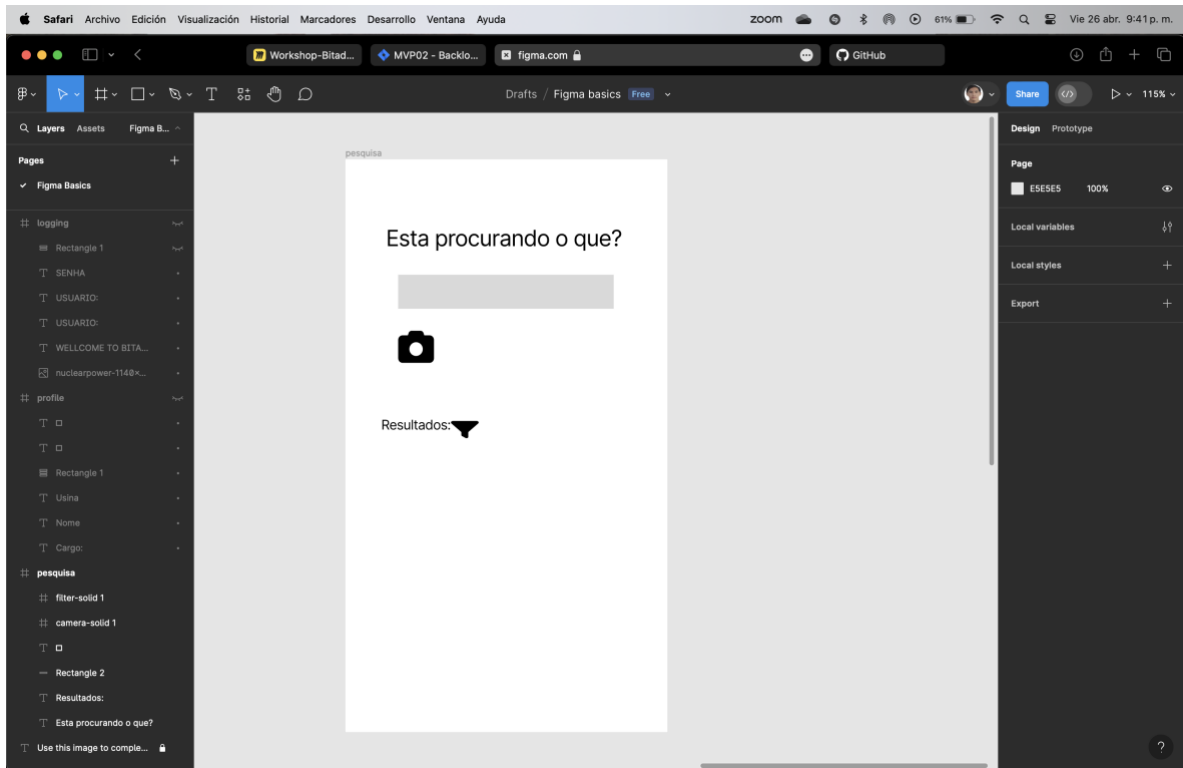 Safari Archivo Edición Visualización Historial Marcadores Desarrollo Ventana Ayuda zoom 61% Vie 26 abr. 9:41 p. m.
Workshop-Bitad... MVP02 - Backlo... figma.com GitHub
Drafts / Figma basics Free Share 115%
Layers Assets Figma B... Design Prototype
Pages
Figma Basics
logging
Rectangle 1
SENHA
USUARIO:
USUARIO:
WELLCOME TO BITA...
nuclearpower-1140×...
profile
Rectangle 1
Usina
Nome
Cargo:
pesquisa
filter-solid 1
camera-solid 1
Rectangle 2
Resultados:
Esta procurando o que?
Use this image to comple...
pesquisa
Esta procurando o que?
Resultados:
Page
E5E5E5 100%
Local variables
Local styles
Export
?